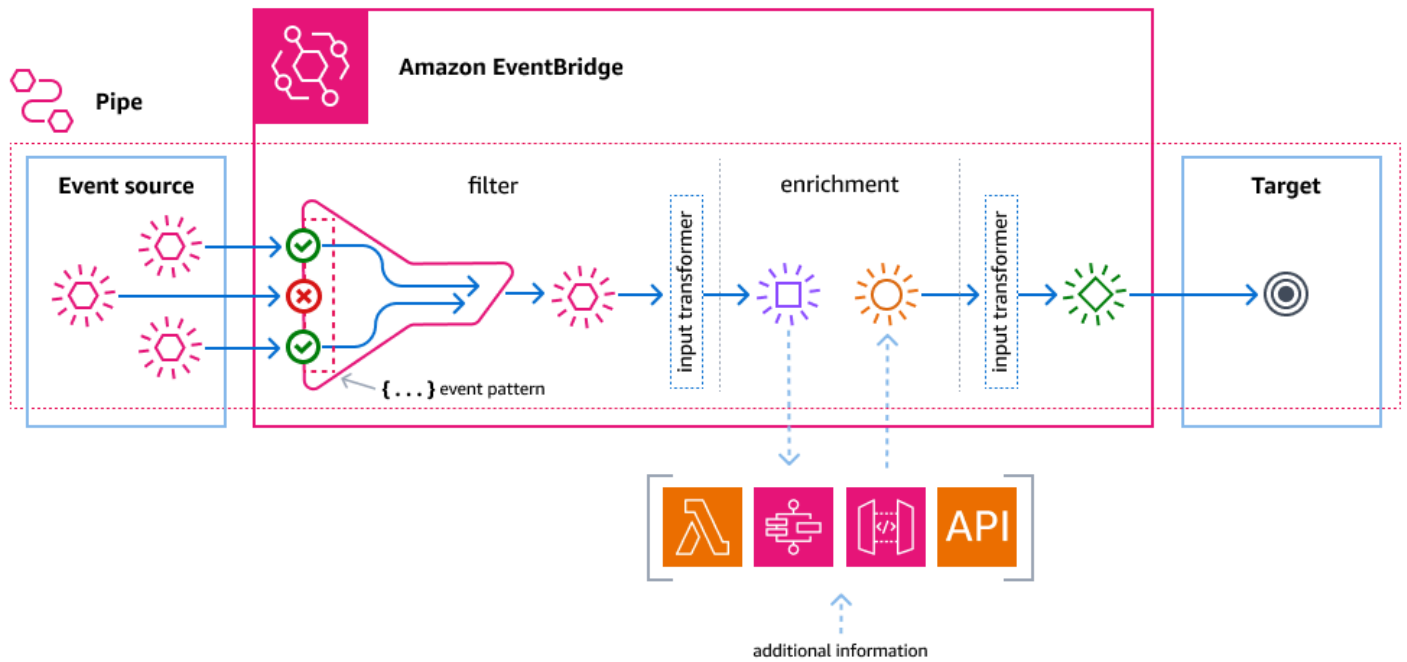 Amazon EventBridge
Pipe
Event source
filter
enrichment
Target
input transformer
input transformer
{...} event pattern
</>
API
additional information